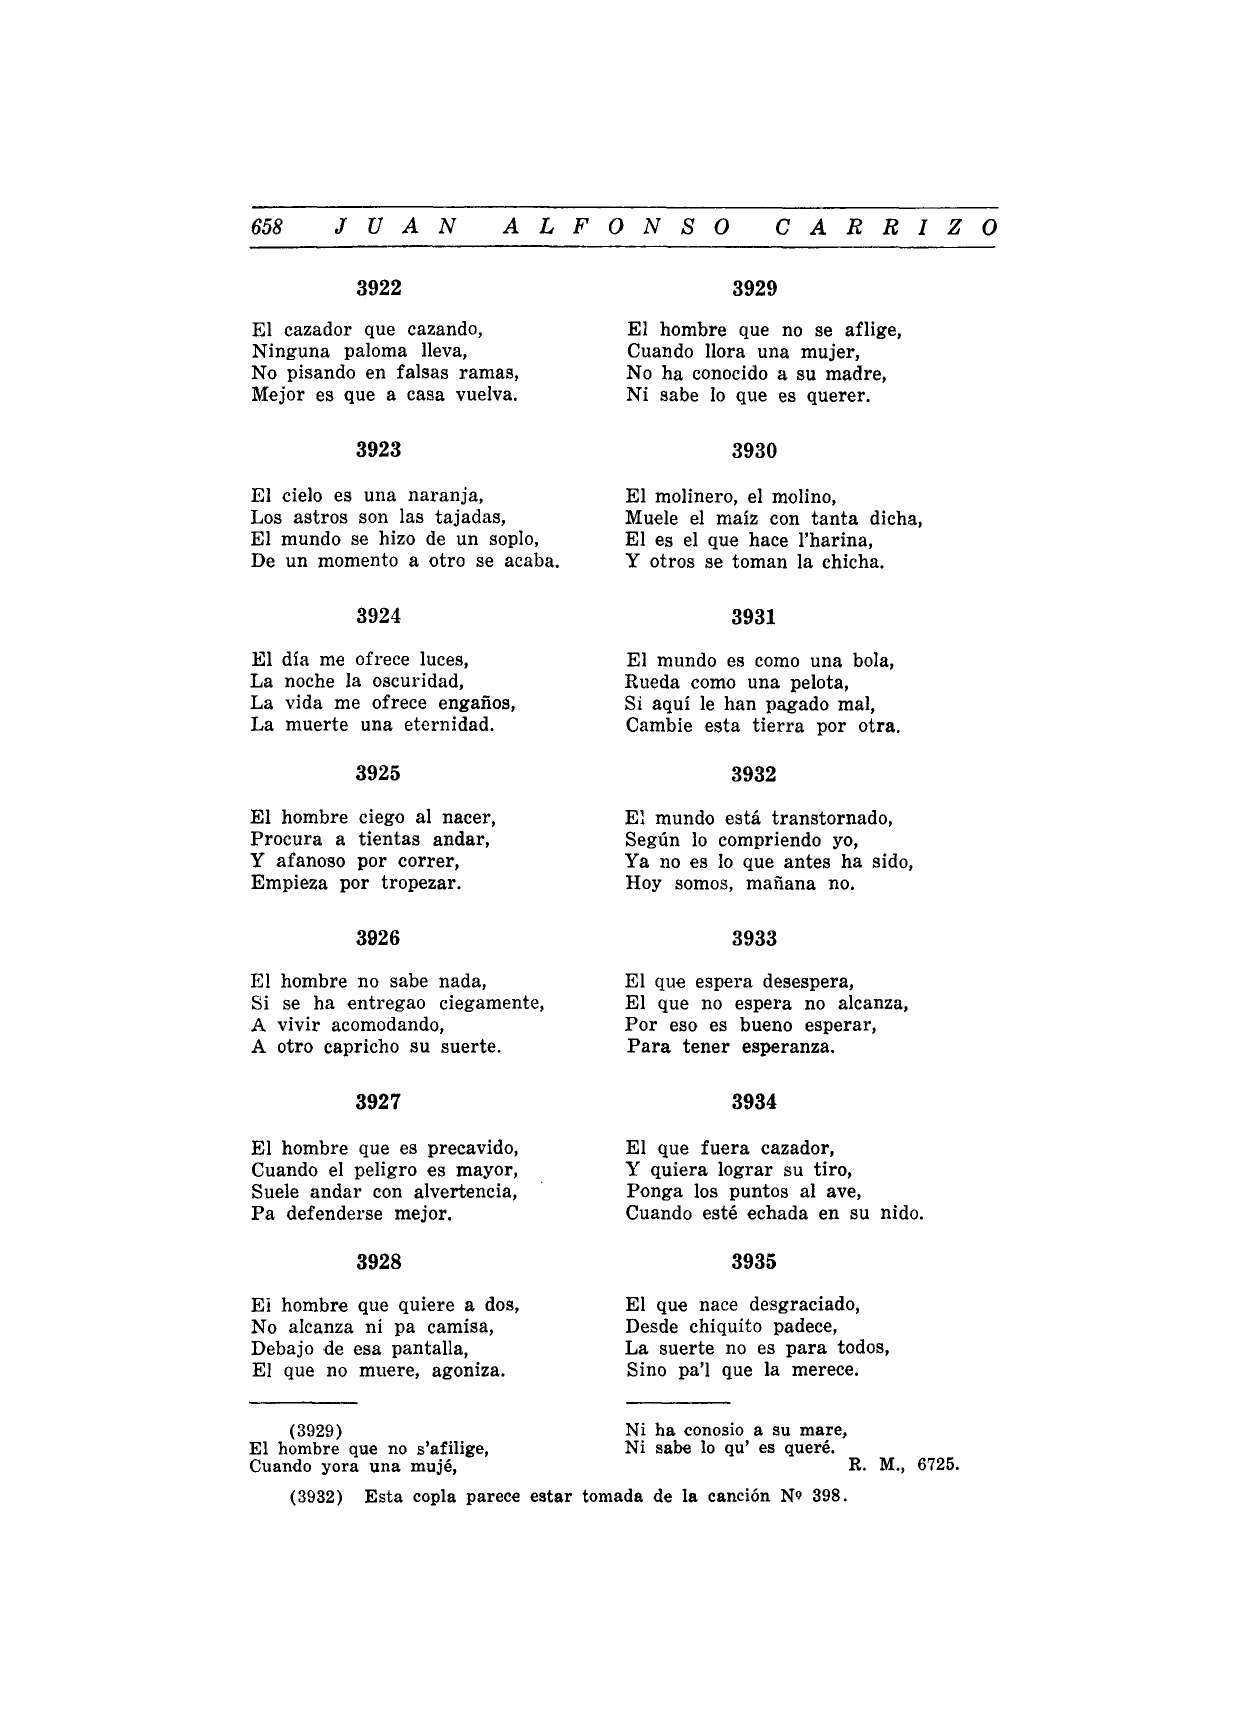 658 JUAN ALFONSO CARRIZO
3922
El cazador que cazando,
Ninguna paloma lleva,
No pisando en falsas ramas,
Mejor es que a casa vuelva.
3923
El cielo es una naranja,
Los astros son las tajadas,
El mundo se hizo de un soplo,
De un momento a otro se acaba.
3924
El día me ofrece luces,
La noche la oscuridad,
La vida me ofrece engaños,
La muerte una eternidad.
3925
El hombre ciego al nacer,
Procura a tientas andar,
Y afanoso por correr,
Empieza por tropezar.
3926
El hombre no sabe nada,
Si se ha entregao ciegamente,
A vivir acomodando,
A otro capricho su suerte.
3927
El hombre que es precavido,
Cuando el peligro es mayor,
Suele andar con alvertencia,
Pa defenderse mejor.
3928
El hombre que quiere a dos,
No alcanza ni pa camisa,
Debajo de esa pantalla,
El que no muere, agoniza.
3929
El hombre que no se aflige,
Cuando llora una mujer,
No ha conocido a su madre,
Ni sabe lo que es querer.
3930
El molinero, el molino,
Muele el maíz con tanta dicha,
El es el que hace l'harina,
Y otros se toman la chicha.
3931
El mundo es como una bola,
Rueda como una pelota,
Si aquí le han pagado mal,
Cambie esta tierra por otra.
3932
El mundo está transtornado,
Según lo compriendo yo,
Ya no es lo que antes ha sido,
Hoy somos, mañana no.
3933
El que espera desespera,
El que no espera no alcanza,
Por eso es bueno esperar,
Para tener esperanza.
3934
El que fuera cazador,
Y quiera lograr su tiro,
Ponga los puntos al ave,
Cuando esté echada en su nido.
3935
El que nace desgraciado,
Desde chiquito padece,
La suerte no es para todos,
Sino pa'l que la merece.
(3929)
El hombre que no s'afilige,
Cuando yora una mujé,
Ni ha conosio a su mare,
Ni sabe lo qu' es queré.
R. M., 6725.
(3932) Esta copla parece estar tomada de la canción Nº 398.